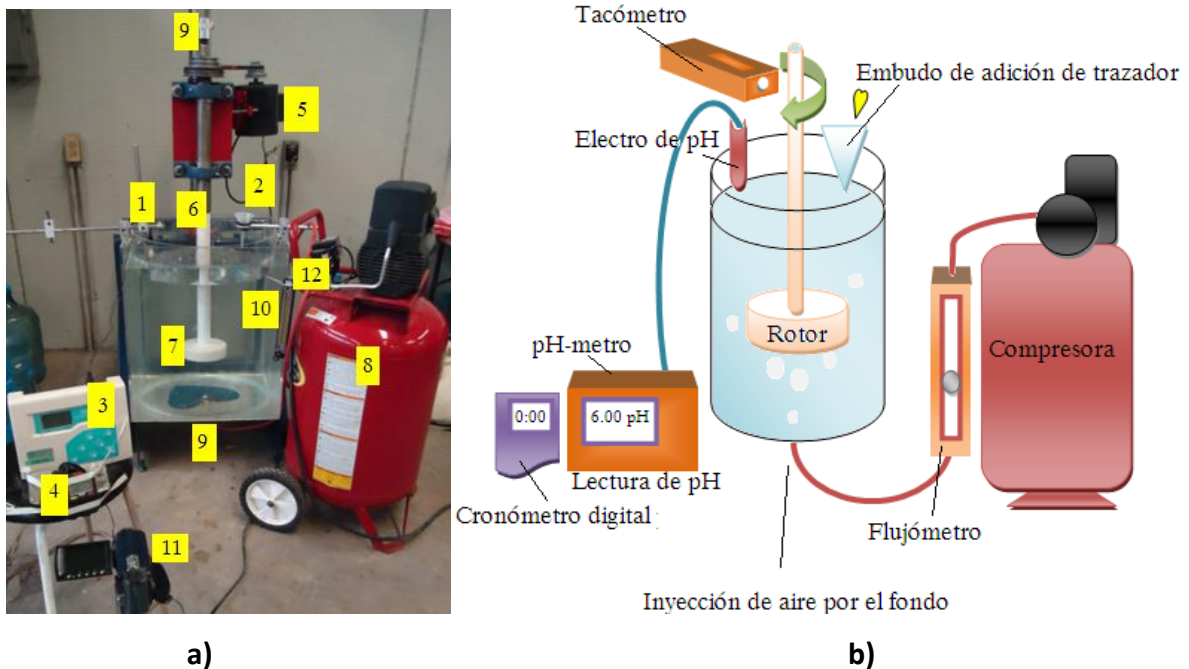 9
5
2
1
6
12
10
7
8
3
9
4
11
a)
Tacómetro
Embudo de adición de trazador
Electro de pH
Rotor
Compresora
pH-metro
0:00
6.00 pH
Lectura de pH
Cronómetro digital
Flujómetro
Inyección de aire por el fondo
b)